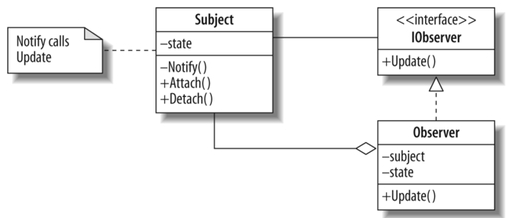 Notify calls
Update
Subject
–state
–Notify()
+Attach()
+Detach()
<<interface>>
IObserver
+Update()
Observer
–subject
–state
+Update()